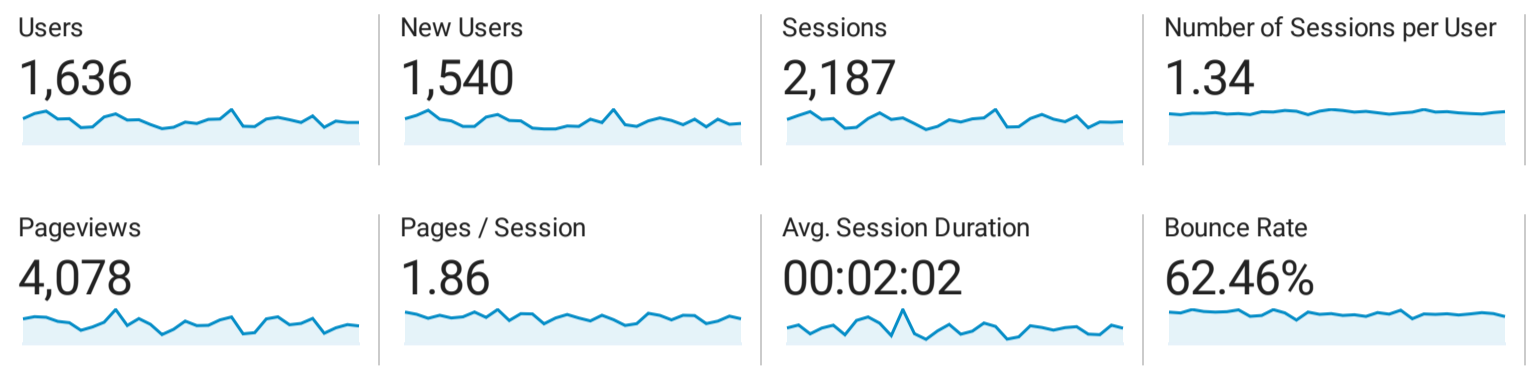 Users
1,636
New Users
1,540
Sessions
2,187
Number of Sessions per User
1.34
Pageviews
4,078
Pages / Session
1.86
Avg. Session Duration
00:02:02
Bounce Rate
62.46%